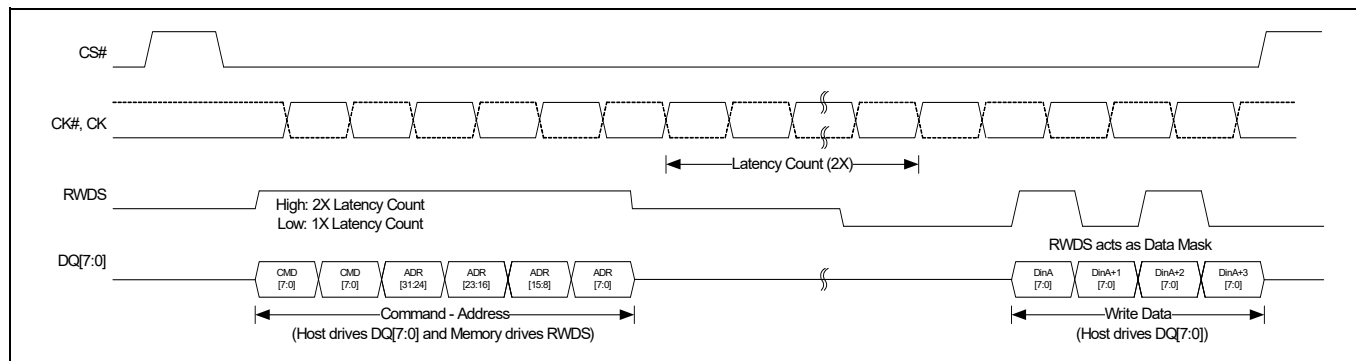 CS#
CK#, CK
Latency Count (2X)
RWDS
High: 2X Latency Count
Low: 1X Latency Count
RWDS acts as Data Mask
DQ[7:0]
CMD
[7:0]
CMD
[7:0]
ADR
[31:24]
ADR
[23:16]
ADR
[15:8]
ADR
[7:0]
DinA
[7:0]
DinA+1
[7:0]
DinA+2
[7:0]
DinA+3
[7:0]
Command - Address
(Host drives DQ[7:0] and Memory drives RWDS)
Write Data
(Host drives DQ[7:0])